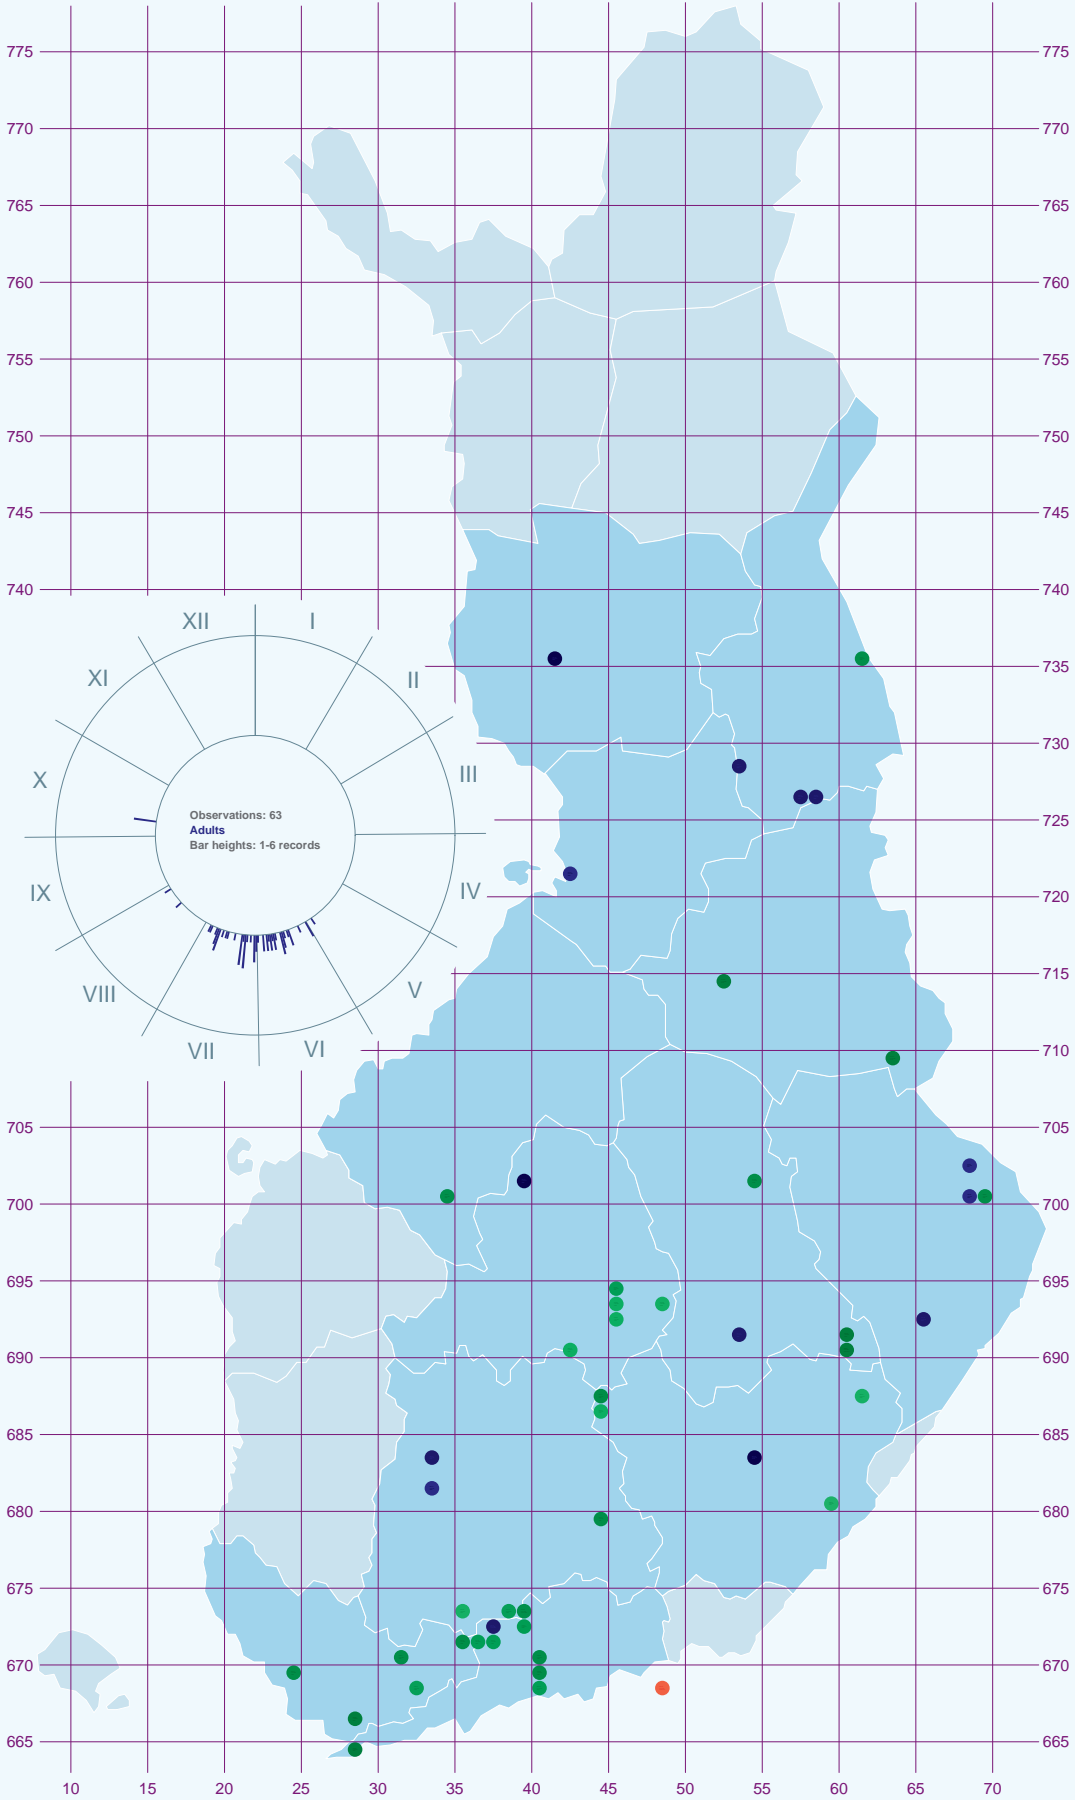 775 775
770 770
765 765
760 760
755 755
750 750
745 745
740 740
XII I
XI II
735 735
730 730
X III
Observations: 63
Adults
Bar heights: 1-6 records
725 725
IX IV
720 720
715 715
VIII V
VII VI
710 710
705 705
700 700
695 695
690 690
685 685
680 680
675 675
670 670
665 665
10 15 20 25 30 35 40 45 50 55 60 65 70